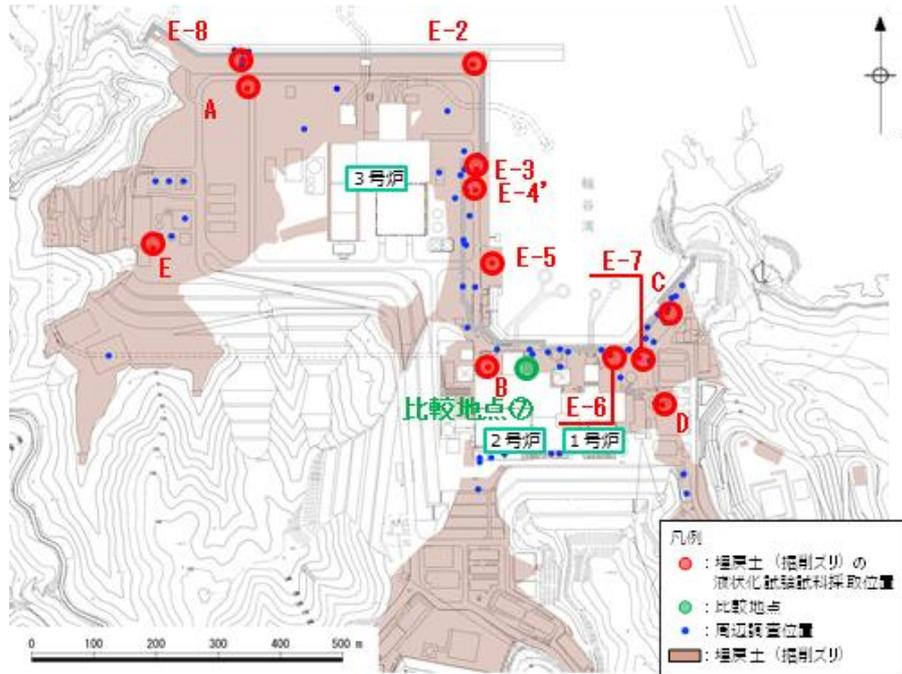 E-8
E-2
A
3号炉
E-3
E-4'
輪谷湾
E-5
E
E-7
C
B
比較地点⑦
E-6
D
2号炉
1号炉
凡例
：埋戻土（掘削ズリ）の
液状化試験試料採取位置
：比較地点
：周辺調査位置
：埋戻土（掘削ズリ）
0 100 200 300 400 500 m